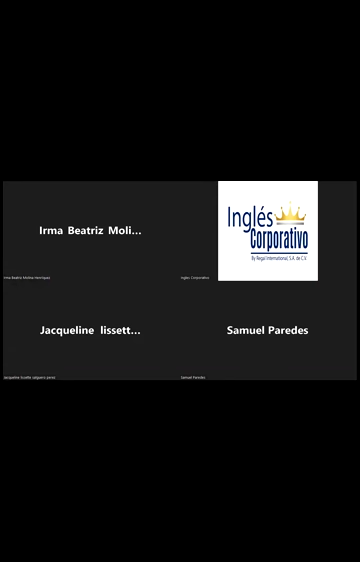 Irma Beatriz Moli...
Irma Beatriz Molina Henríquez
Inglés
Corporativo
By Regal International, S.A. de C.V
Ingles Corporativo
Jacqueline lissett...
Jacqueline lissette salguero perez
Samuel Paredes
Samuel Paredes